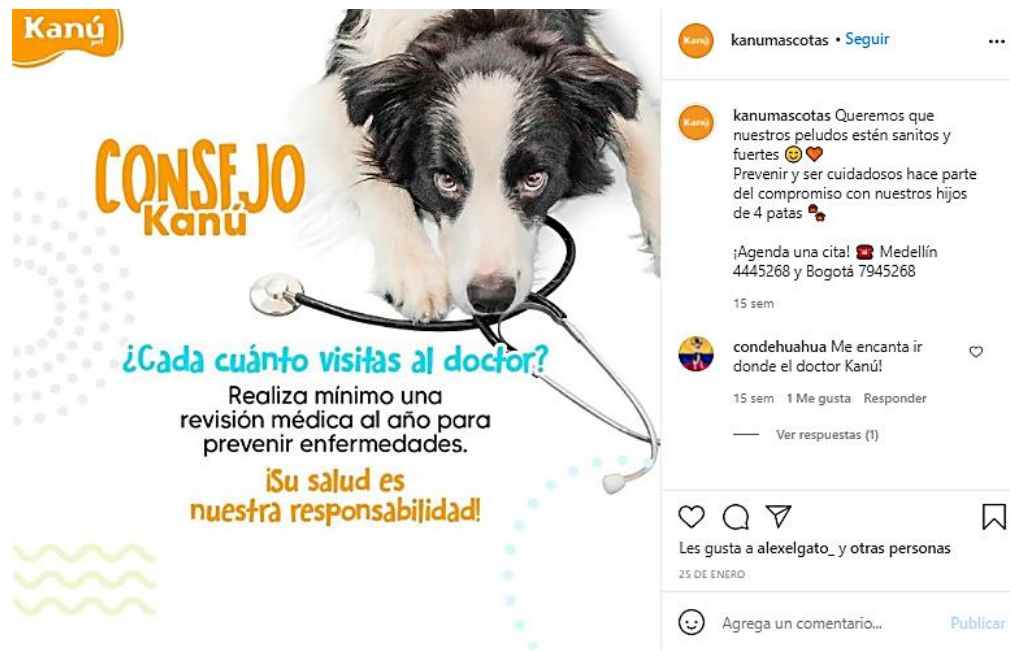 Kanú
pet
CONSEJO
Kanú
¿Cada cuánto visitas al doctor?
Realiza mínimo una
revisión médica al año para
prevenir enfermedades.
¡Su salud es
nuestra responsabilidad!
Kanú
kanumascotas • Seguir
Kanú
kanumascotas Queremos que
nuestros peludos estén sanitos y
fuertes 😊🧡
Prevenir y ser cuidadosos hace parte
del compromiso con nuestros hijos
de 4 patas 🐾
¡Agenda una cita! ☎️ Medellín
4445268 y Bogotá 7945268
15 sem
condehuahua Me encanta ir
donde el doctor Kanú!
15 sem 1 Me gusta Responder
Ver respuestas (1)
Les gusta a alexelgato_ y otras personas
25 DE ENERO
Agrega un comentario... Publicar